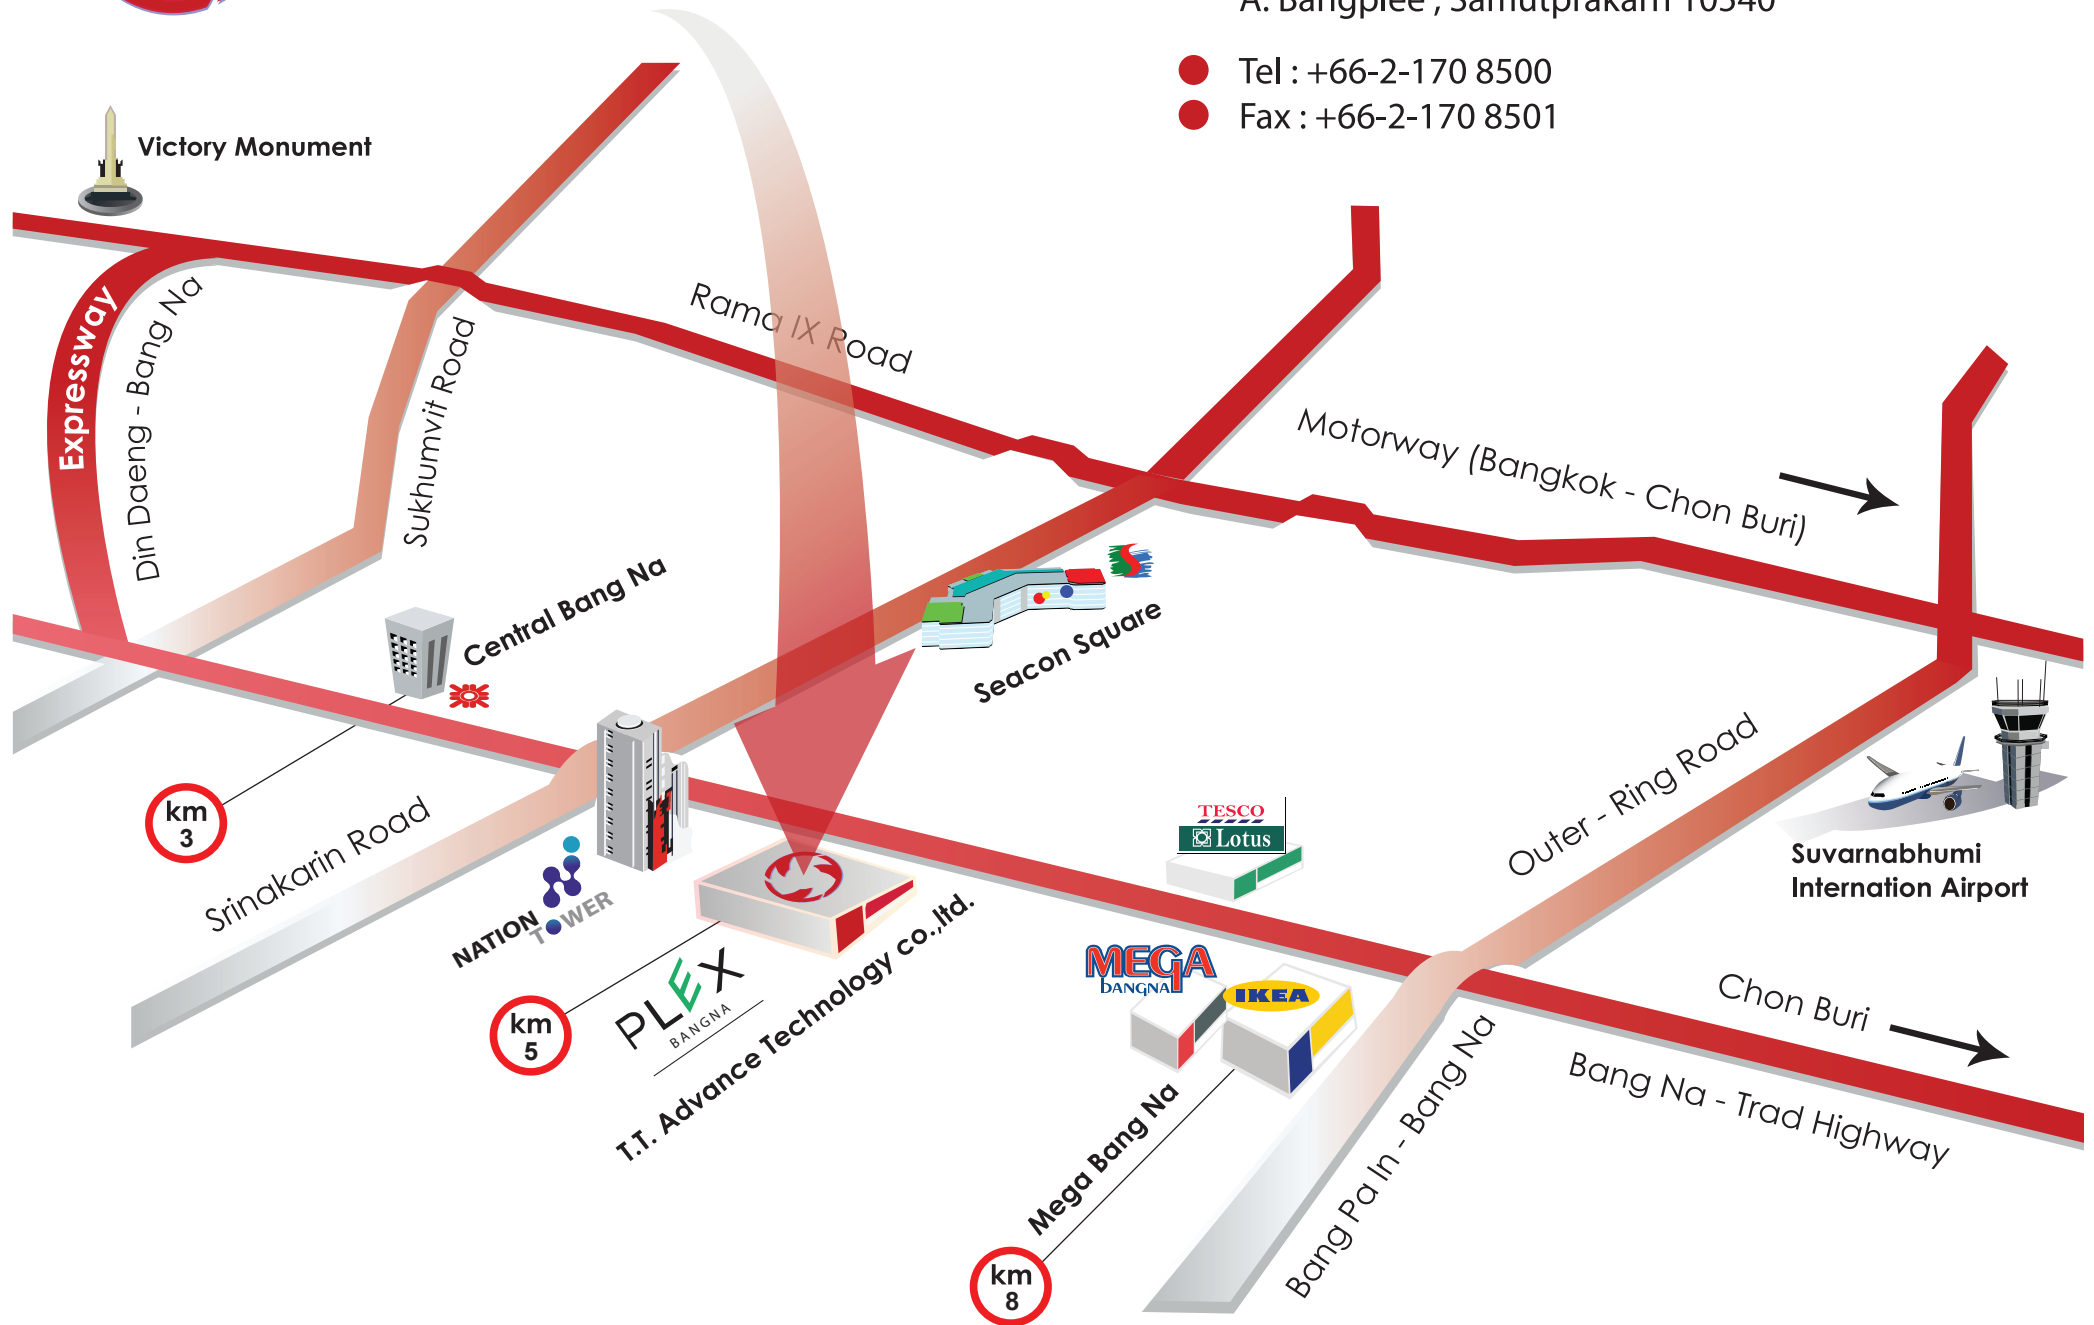 A. Bangplee , Samutprakarn 10540
Tel : +66-2-170 8500
Fax : +66-2-170 8501
Victory Monument
Expressway
Din Daeng - Bang Na
Sukhumvit Road
Rama IX Road
Motorway (Bangkok - Chon Buri)
Central Bang Na
Seacon Square
km
3
Srinakarin Road
NATION
TOWER
TESCO
Lotus
Outer - Ring Road
Suvarnabhumi
Internation Airport
km
5
PLEX
BANGNA
T.T. Advance Technology co.,ltd.
MEGA
bANGNA
IKEA
Mega Bang Na
km
8
Bang Pa In - Bang Na
Chon Buri
Bang Na - Trad Highway